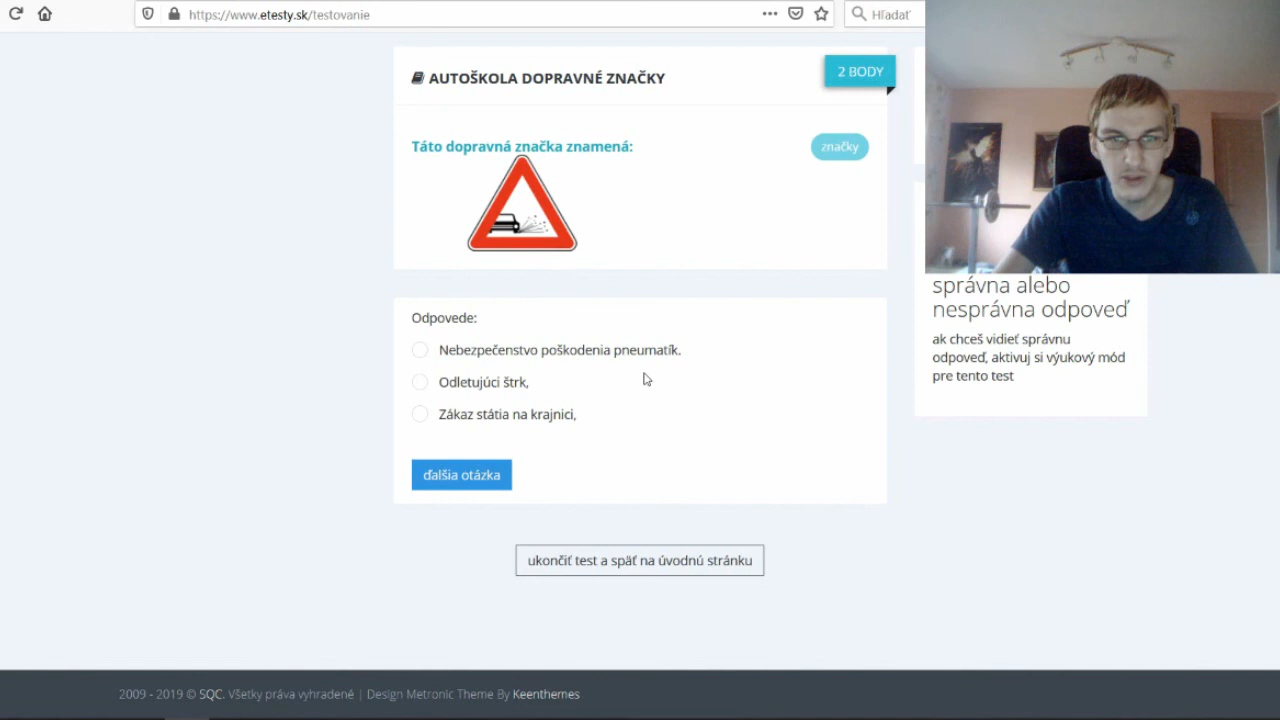 https://www.etesty.sk/testovanie
Hľadať
AUTOŠKOLA DOPRAVNÉ ZNAČKY
2 BODY
Táto dopravná značka znamená:
značky
Odpovede:
Nebezpečenstvo poškodenia pneumatík.
Odletujúci štrk,
Zákaz státia na krajnici,
ďalšia otázka
správna alebo
nesprávna odpoveď
ak chceš vidieť správnu
odpoveď, aktivuj si výukový mód
pre tento test
ukončiť test a späť na úvodnú stránku
2009 - 2019 © SQC. Všetky práva vyhradené | Design Metronic Theme By Keenthemes